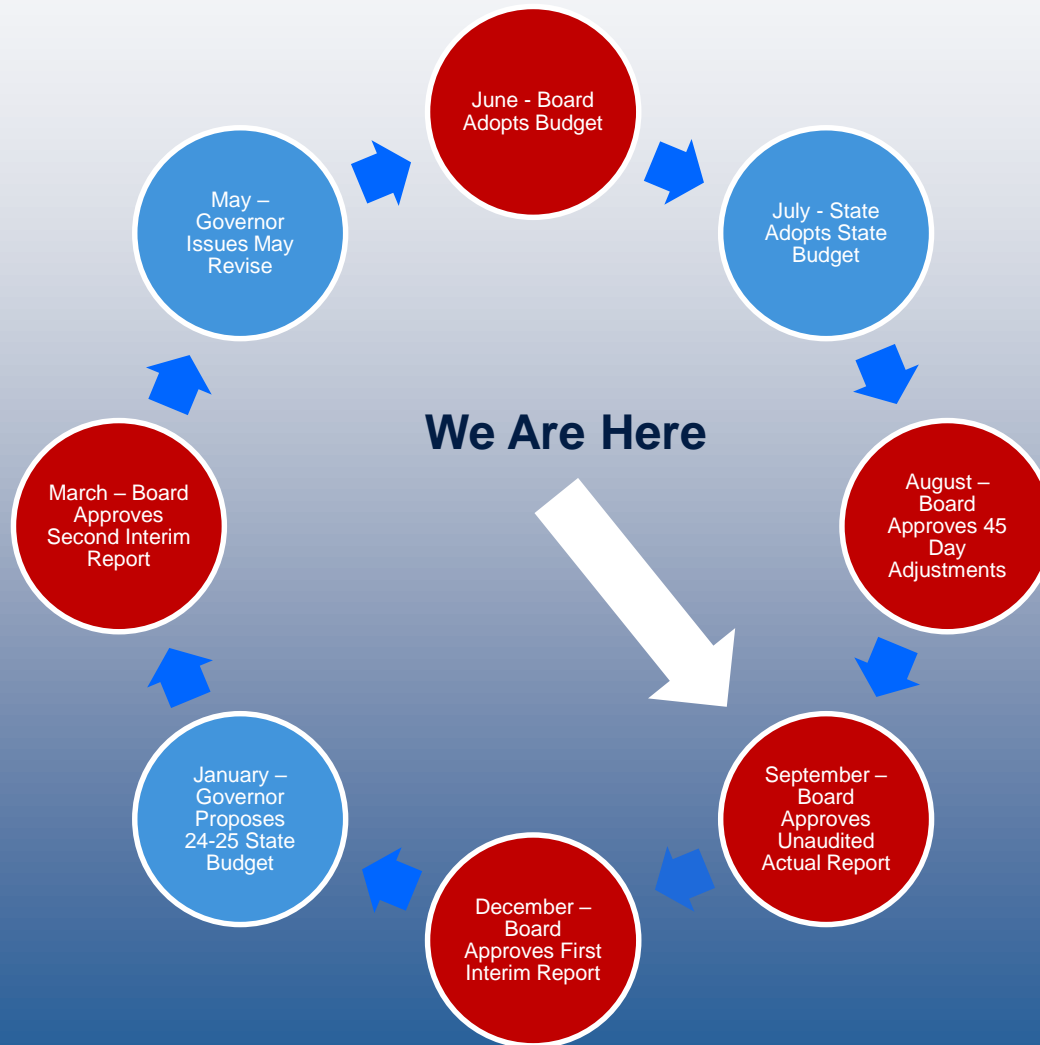 June - Board
Adopts Budget
July - State
Adopts State
Budget
August –
Board
Approves 45
Day
Adjustments
September –
Board
Approves
Unaudited
Actual Report
December –
Board
Approves First
Interim Report
January –
Governor
Proposes
24-25 State
Budget
March – Board
Approves
Second Interim
Report
May –
Governor
Issues May
Revise
We Are Here